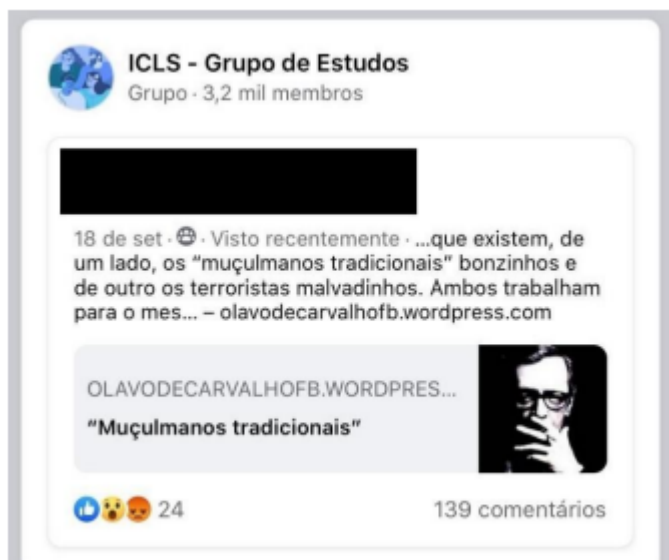 ICLS - Grupo de Estudos
Grupo · 3,2 mil membros
18 de set · Visto recentemente · ...que existem, de
um lado, os “muçulmanos tradicionais” bonzinhos e
de outro os terroristas malvadinhos. Ambos trabalham
para o mes... – olavodecarvalhofb.wordpress.com
OLAVODECARVALHOFB.WORDPRES...
“Muçulmanos tradicionais”
24
139 comentários